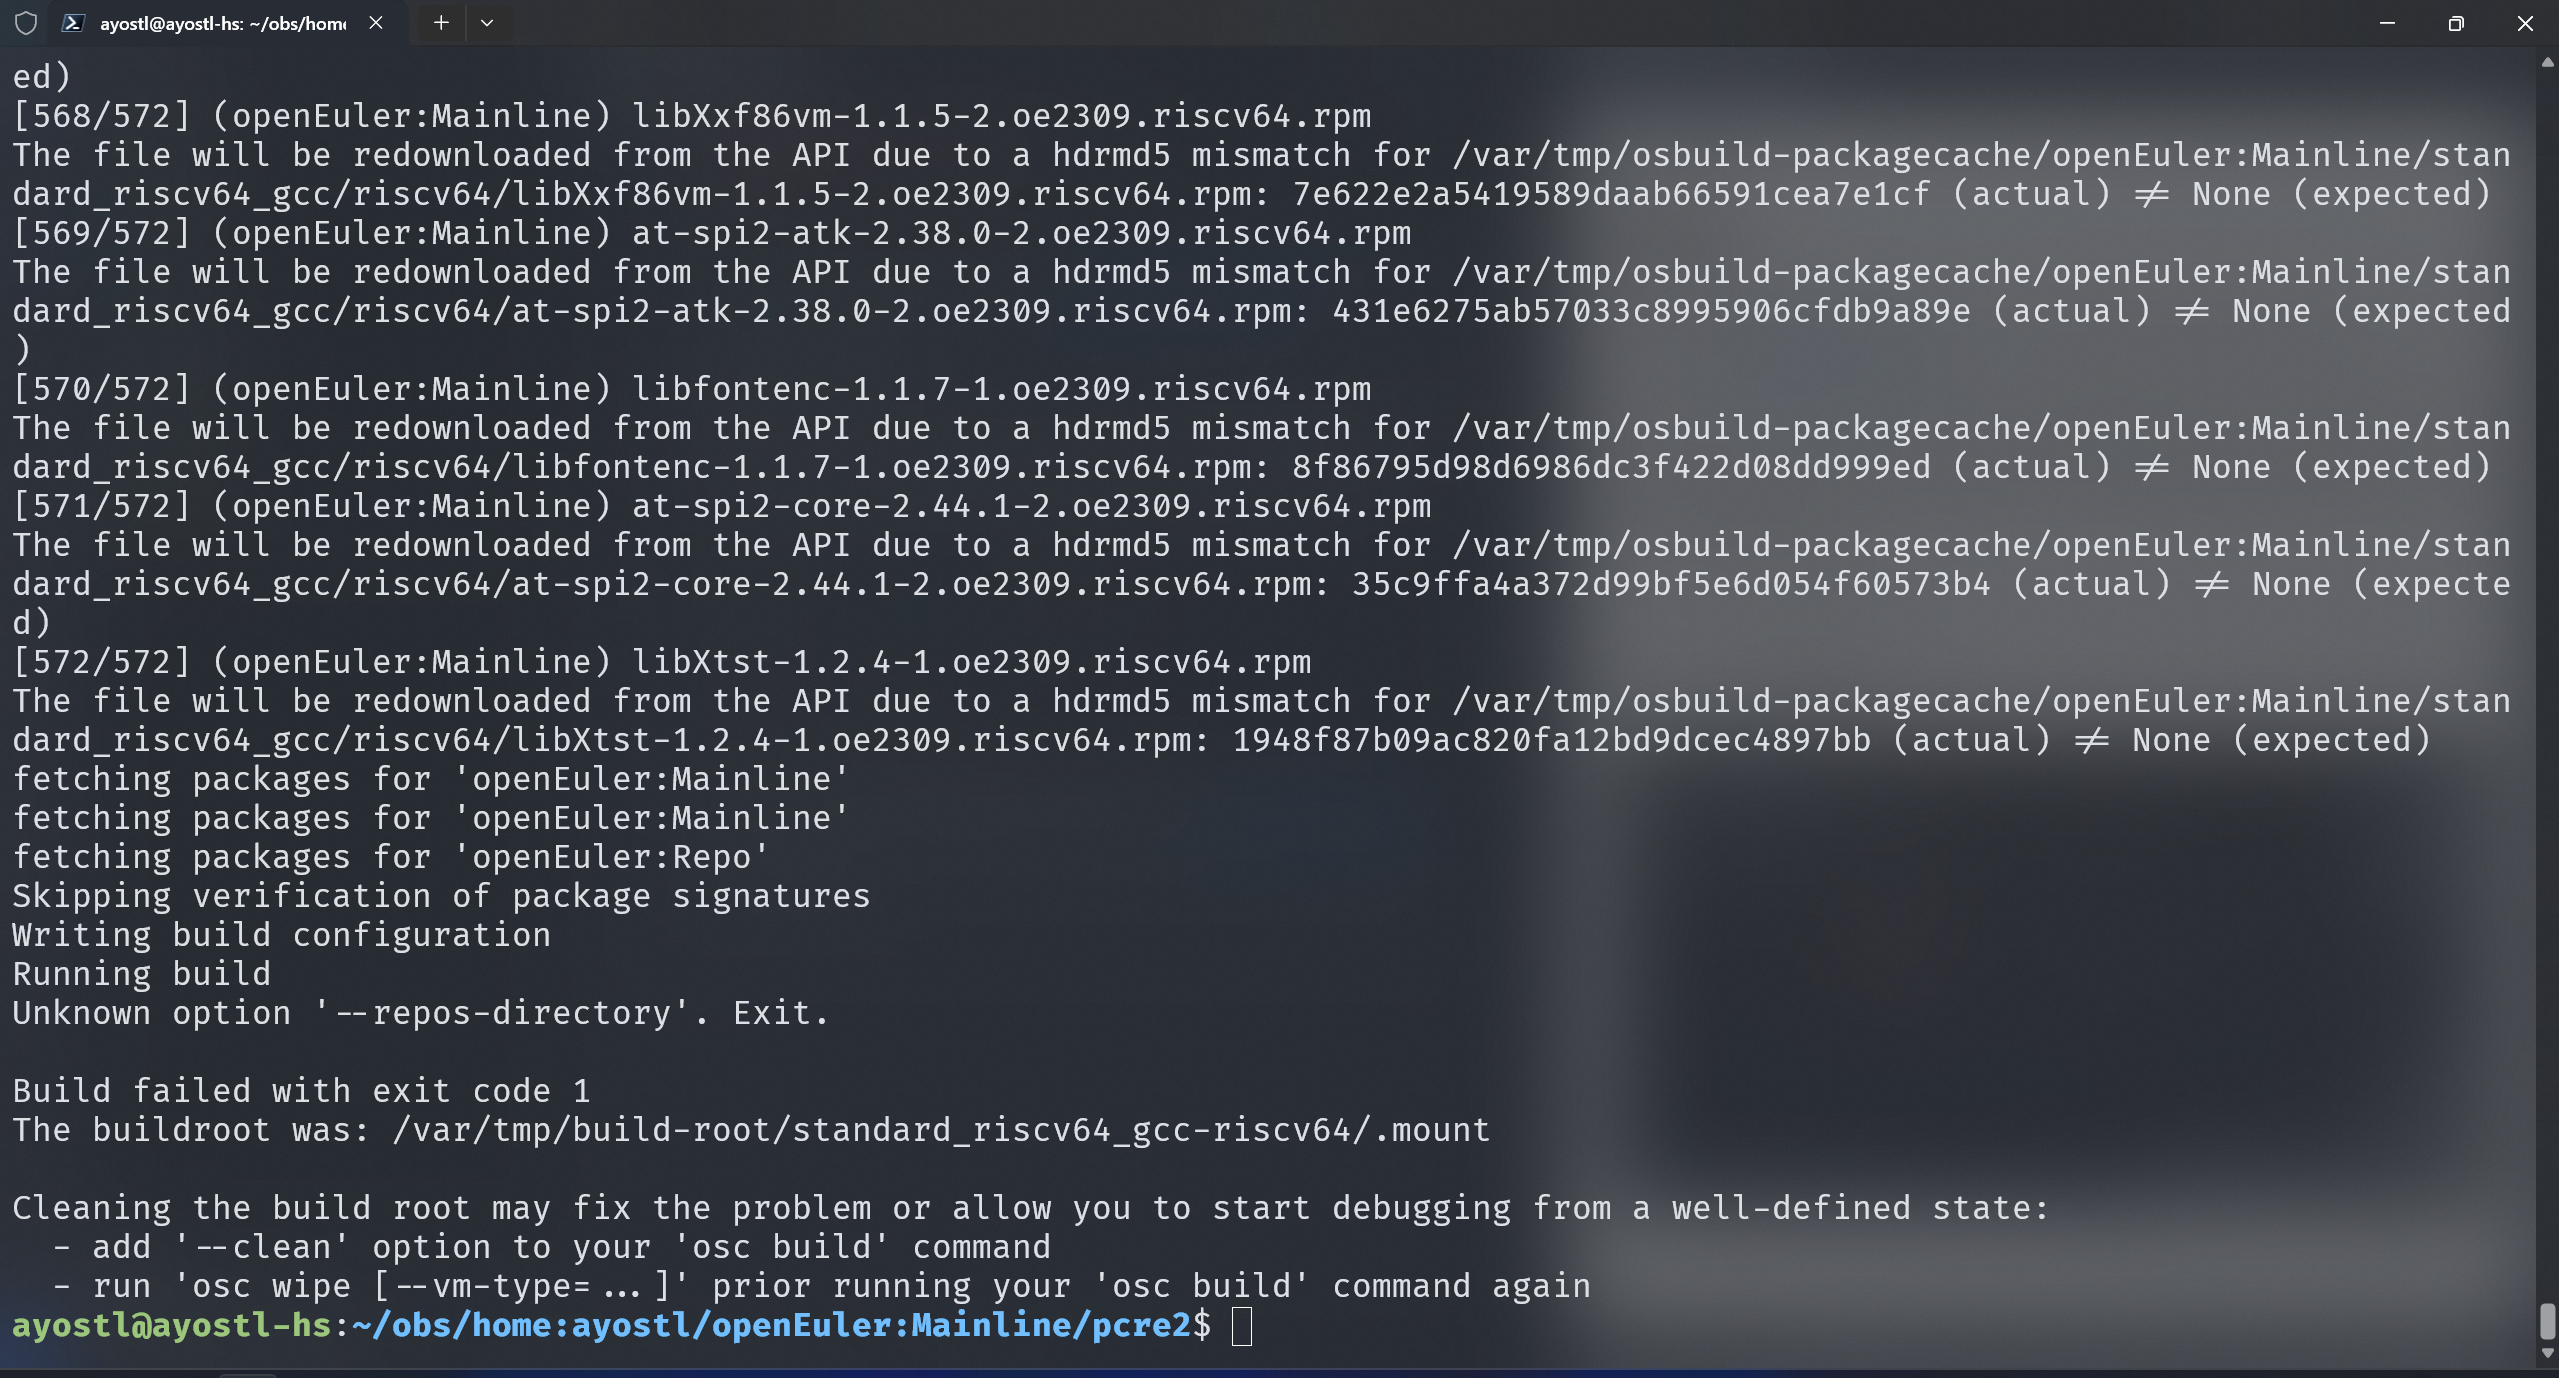 ayostl@ayostl-hs: ~/obs/home
ed)
[568/572] (openEuler:Mainline) libXxf86vm-1.1.5-2.oe2309.riscv64.rpm
The file will be redownloaded from the API due to a hdrmd5 mismatch for /var/tmp/osbuild-packagecache/openEuler:Mainline/stan
dard_riscv64_gcc/riscv64/libXxf86vm-1.1.5-2.oe2309.riscv64.rpm: 7e622e2a5419589daab66591cea7e1cf (actual) ≠ None (expected)
[569/572] (openEuler:Mainline) at-spi2-atk-2.38.0-2.oe2309.riscv64.rpm
The file will be redownloaded from the API due to a hdrmd5 mismatch for /var/tmp/osbuild-packagecache/openEuler:Mainline/stan
dard_riscv64_gcc/riscv64/at-spi2-atk-2.38.0-2.oe2309.riscv64.rpm: 431e6275ab57033c8995906cfdb9a89e (actual) ≠ None (expected
)
[570/572] (openEuler:Mainline) libfontenc-1.1.7-1.oe2309.riscv64.rpm
The file will be redownloaded from the API due to a hdrmd5 mismatch for /var/tmp/osbuild-packagecache/openEuler:Mainline/stan
dard_riscv64_gcc/riscv64/libfontenc-1.1.7-1.oe2309.riscv64.rpm: 8f86795d98d6986dc3f422d08dd999ed (actual) ≠ None (expected)
[571/572] (openEuler:Mainline) at-spi2-core-2.44.1-2.oe2309.riscv64.rpm
The file will be redownloaded from the API due to a hdrmd5 mismatch for /var/tmp/osbuild-packagecache/openEuler:Mainline/stan
dard_riscv64_gcc/riscv64/at-spi2-core-2.44.1-2.oe2309.riscv64.rpm: 35c9ffa4a372d99bf5e6d054f60573b4 (actual) ≠ None (expecte
d)
[572/572] (openEuler:Mainline) libXtst-1.2.4-1.oe2309.riscv64.rpm
The file will be redownloaded from the API due to a hdrmd5 mismatch for /var/tmp/osbuild-packagecache/openEuler:Mainline/stan
dard_riscv64_gcc/riscv64/libXtst-1.2.4-1.oe2309.riscv64.rpm: 1948f87b09ac820fa12bd9dcec4897bb (actual) ≠ None (expected)
fetching packages for 'openEuler:Mainline'
fetching packages for 'openEuler:Mainline'
fetching packages for 'openEuler:Repo'
Skipping verification of package signatures
Writing build configuration
Running build
Unknown option '--repos-directory'. Exit.
Build failed with exit code 1
The buildroot was: /var/tmp/build-root/standard_riscv64_gcc-riscv64/.mount
Cleaning the build root may fix the problem or allow you to start debugging from a well-defined state:
- add '--clean' option to your 'osc build' command
- run 'osc wipe [--vm-type=...]' prior running your 'osc build' command again
ayostl@ayostl-hs:~/obs/home:ayostl/openEuler:Mainline/pcre2$